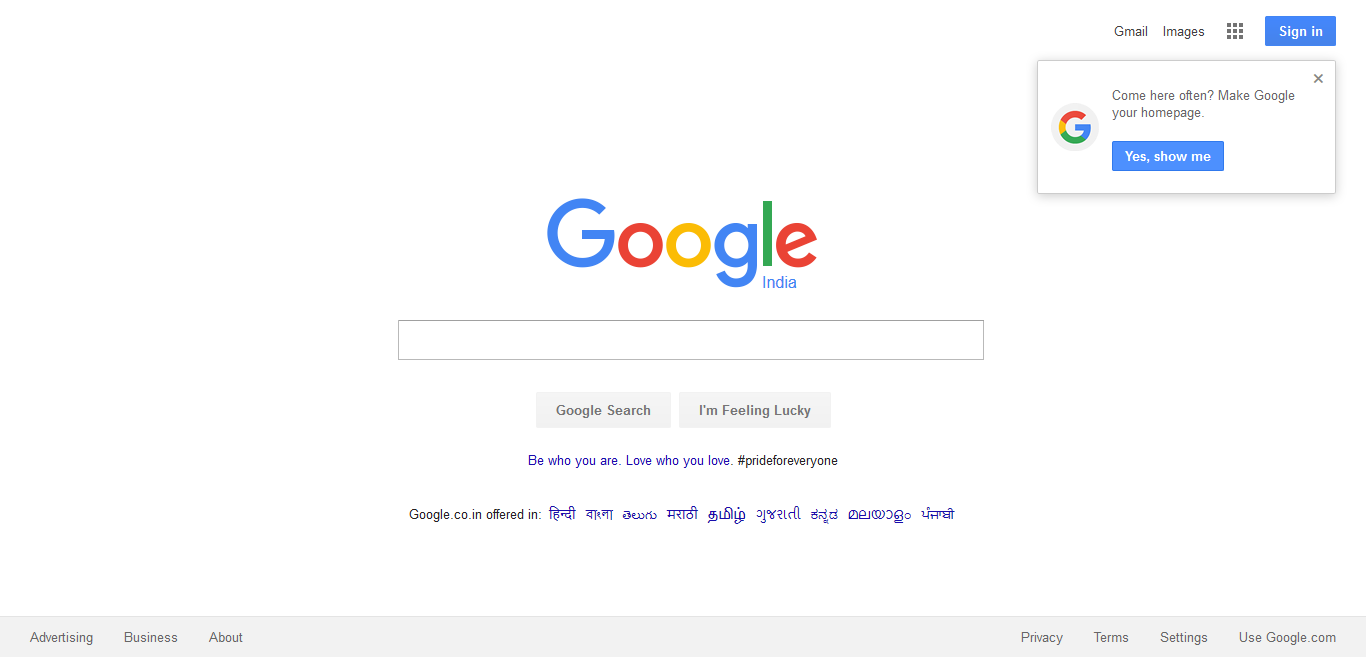 Gmail Images Sign in
Come here often? Make Google
your homepage.
Yes, show me
Google
India
Google Search I'm Feeling Lucky
Be who you are. Love who you love. #prideforeveryone
Google.co.in offered in: हिन्दी বাংলা తెలుగు मराठी தமிழ் ગુજરાતી ಕನ್ನಡ മലയാളം ਪੰਜਾਬੀ
Advertising Business About Privacy Terms Settings Use Google.com